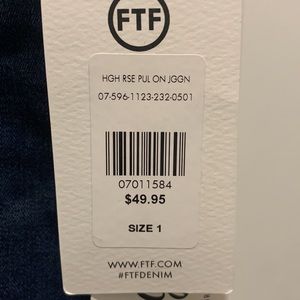 FTF
HGH RSE PUL ON JGGN
07-596-1123-232-0501
07011584
$49.95
SIZE 1
WWW.FTF.COM
#FTFDENIM